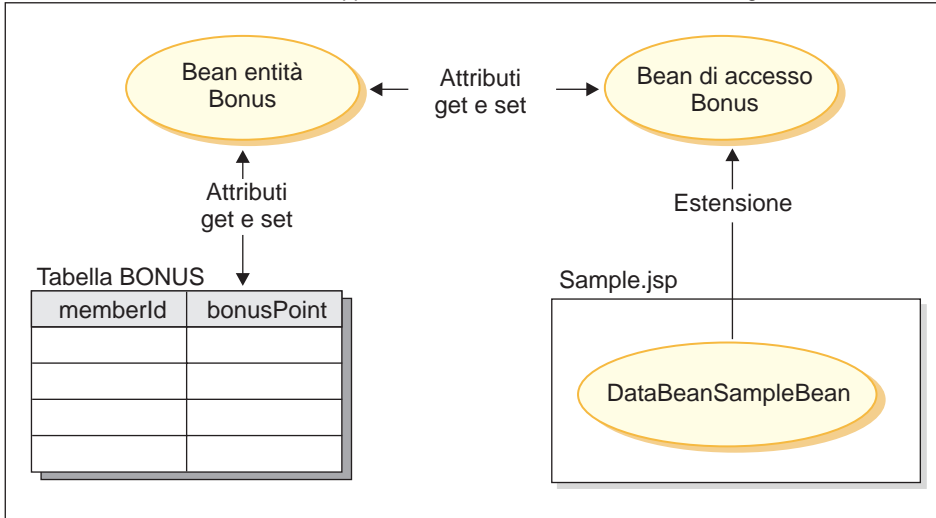 Bean entità
Bonus
Attributi
get e set
Bean di accesso
Bonus
Attributi
get e set
Estensione
Tabella BONUS
memberId bonusPoint
Sample.jsp
DataBeanSampleBean